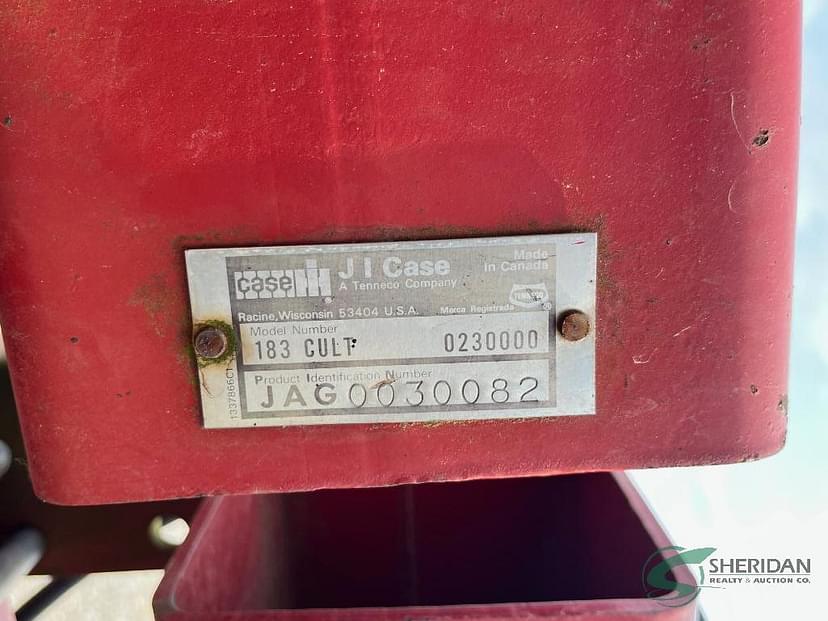 case IH
J I Case
A Tenneco Company
Made
in Canada
TENNECO
®
Racine, Wisconsin 53404 U.S.A.
Marca Registrada
Model Number
183 CULT 0230000
Product Identification Number
JAG0030082
1337866C1
SHERIDAN
REALTY & AUCTION CO.